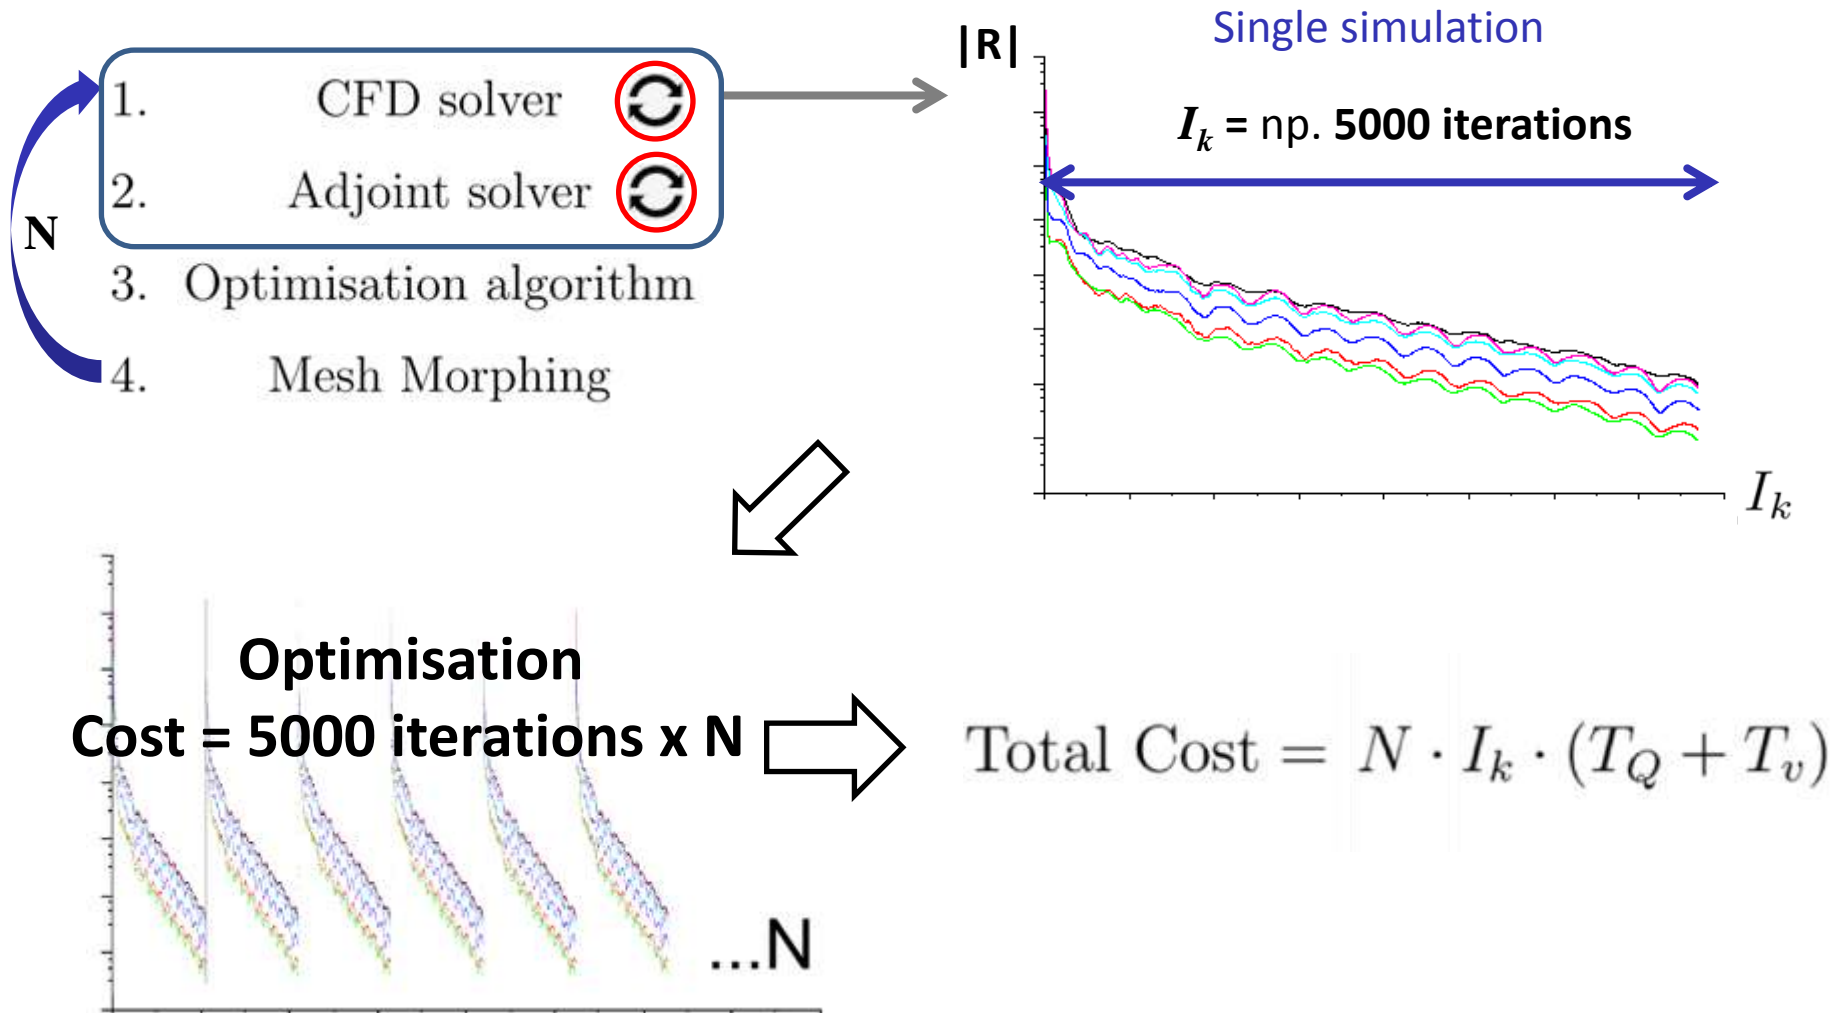 1. CFD solver
2. Adjoint solver
N
3. Optimisation algorithm
4. Mesh Morphing
Single simulation
|R|
I_k = np. 5000 iterations
I_k
Optimisation
Cost = 5000 iterations x N
...N
Total Cost = N · I_k · (T_Q + T_v)